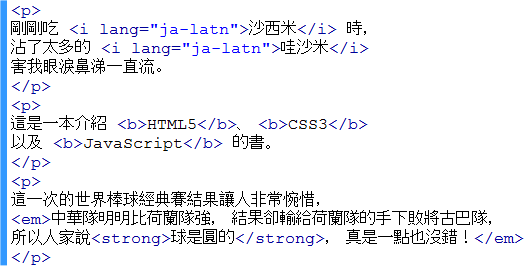 <p>
剛剛吃 <i lang="ja-latn">沙西米</i> 時,
沾了太多的 <i lang="ja-latn">哇沙米</i>
害我眼淚鼻涕一直流。
</p>
<p>
這是一本介紹 <b>HTML5</b>、 <b>CSS3</b>
以及 <b>JavaScript</b> 的書。
</p>
<p>
這一次的世界棒球經典賽結果讓人非常惋惜,
<em>中華隊明明比荷蘭隊強, 結果卻輸給荷蘭隊的手下敗將古巴隊,
所以人家說<strong>球是圓的</strong>, 真是一點也沒錯！</em>
</p>